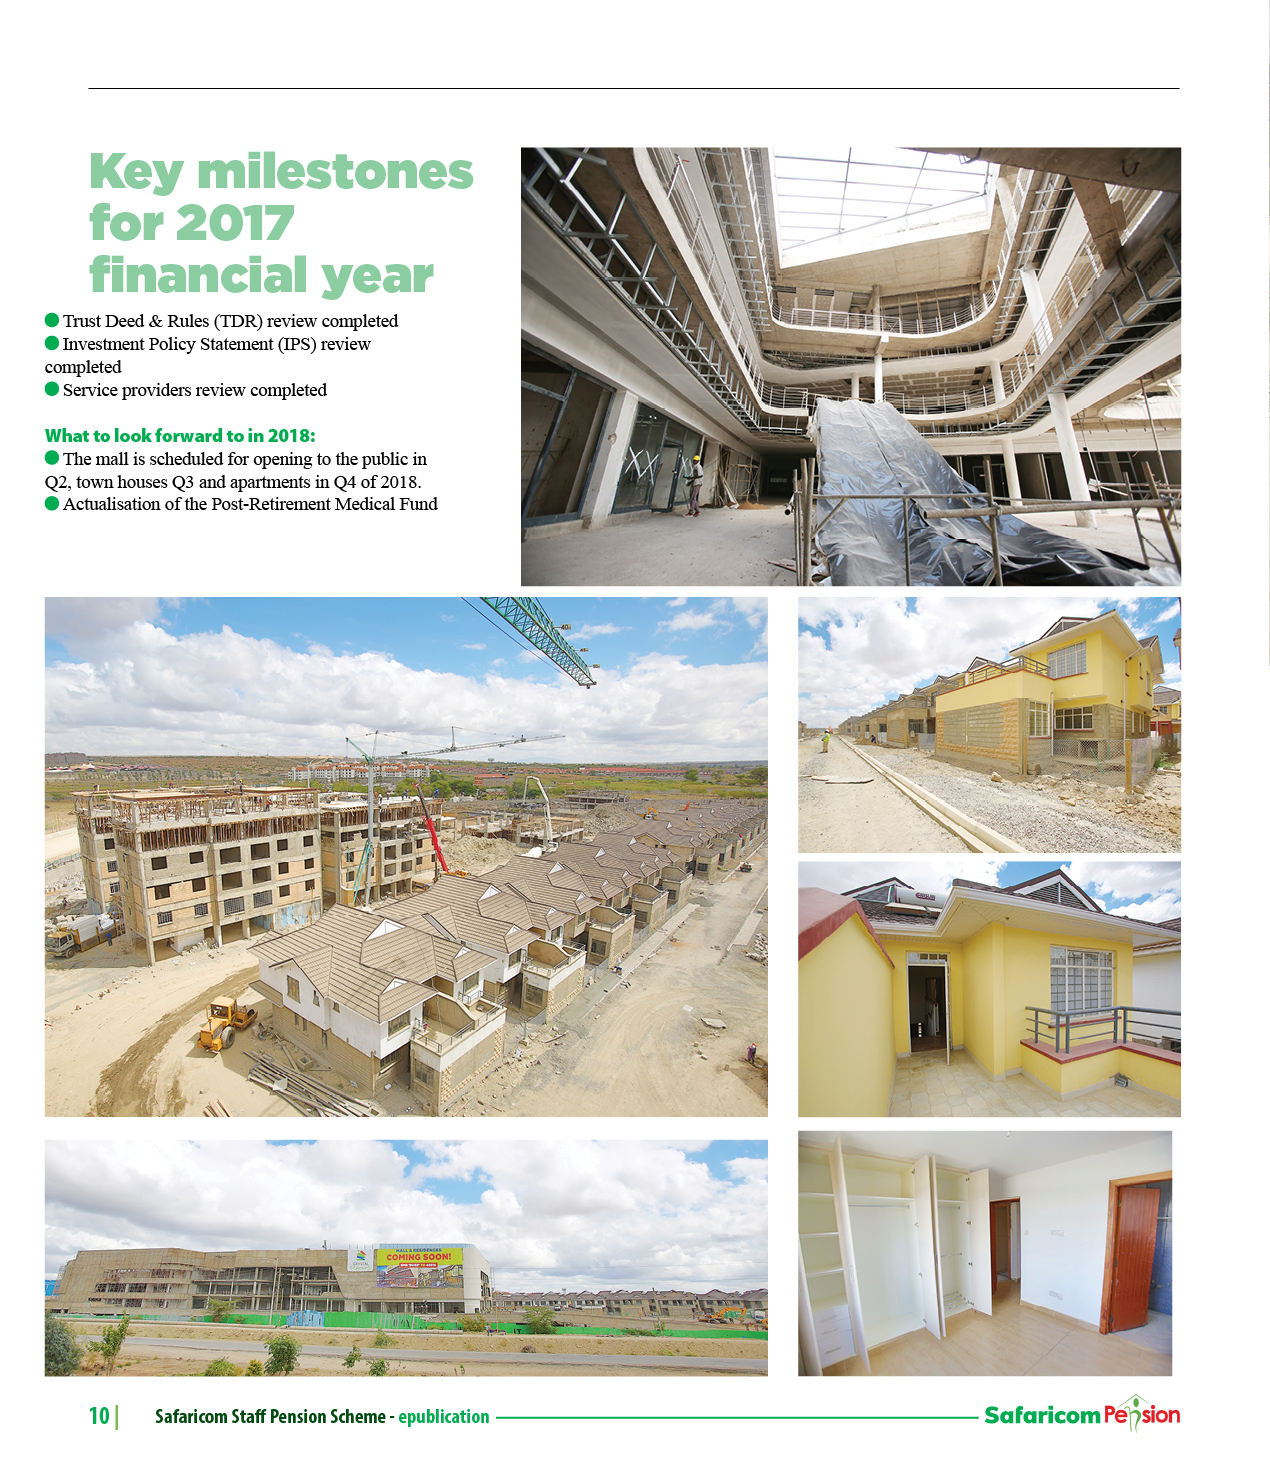 Key milestones
for 2017
financial year
● Trust Deed & Rules (TDR) review completed
● Investment Policy Statement (IPS) review
completed
● Service providers review completed
What to look forward to in 2018:
● The mall is scheduled for opening to the public in
Q2, town houses Q3 and apartments in Q4 of 2018.
● Actualisation of the Post-Retirement Medical Fund
MALL & RESIDENCES
COMING SOON!
10 |
Safaricom Staff Pension Scheme - epublication
Safaricom Pension